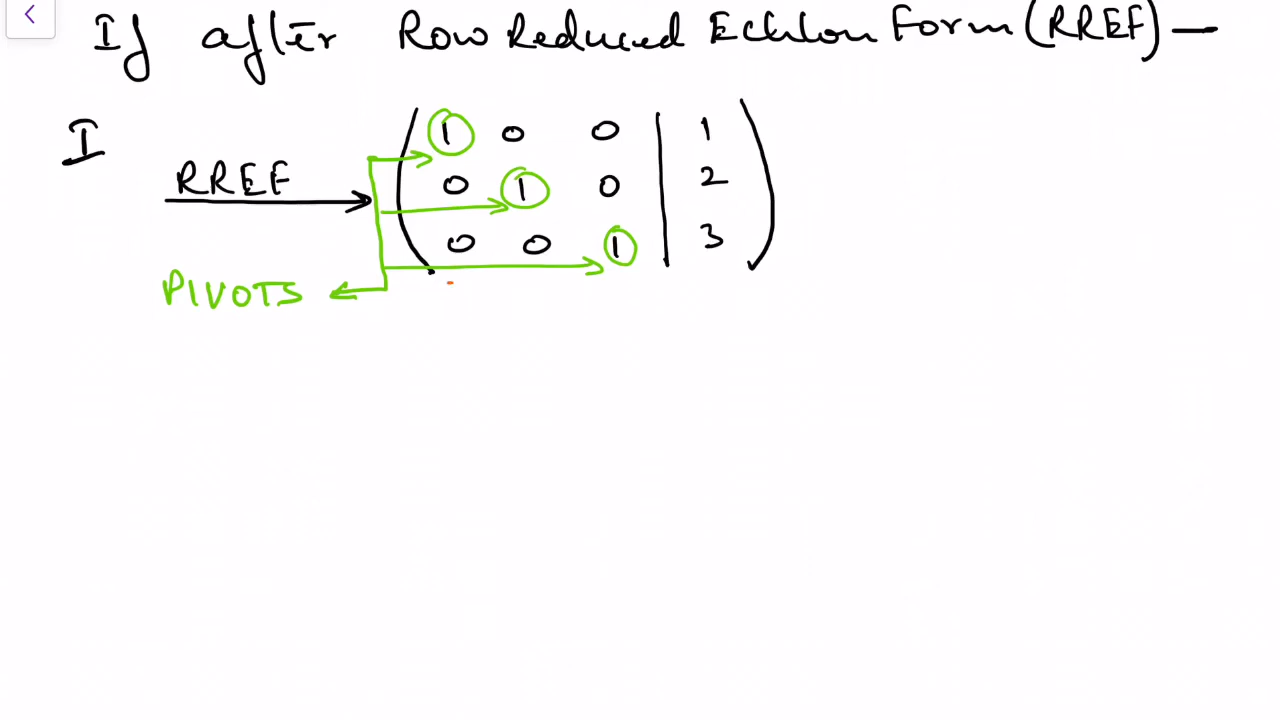 If after Row Reduced Echlon Form (RREF) —
I
RREF
1 0 0 | 1
0 1 0 | 2
0 0 1 | 3
PIVOTS